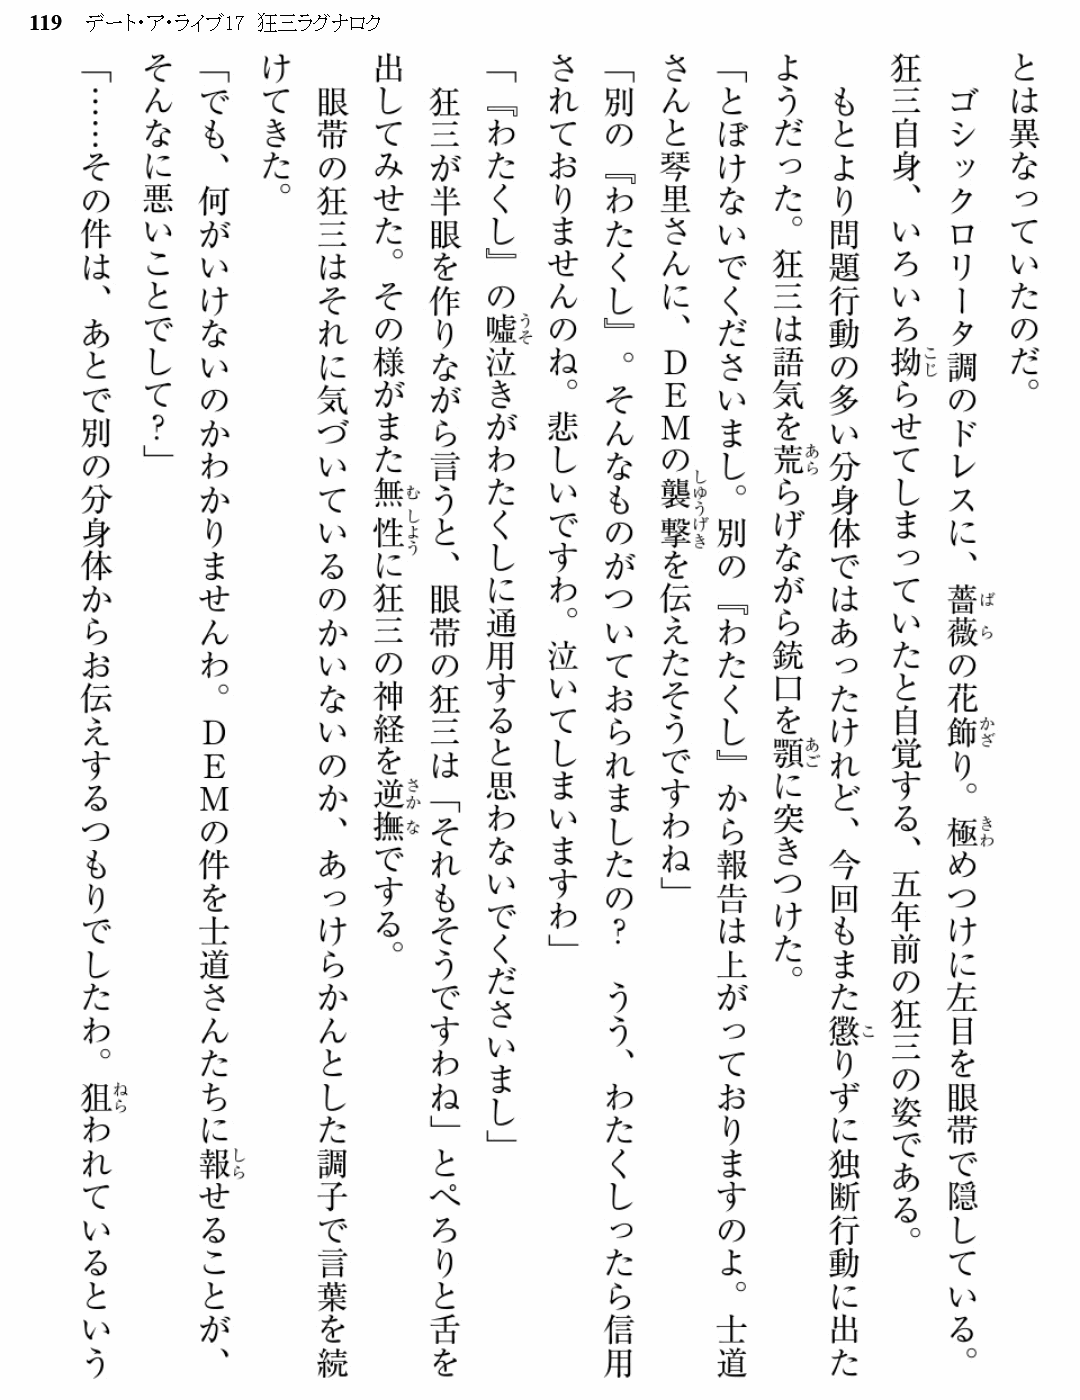 119 デート・ア・ライブ17 狂三ラグナロク
とは異なっていたのだ。
ゴシックロリータ調のドレスに、薔薇の花飾り。極めつけに左目を眼帯で隠している。
狂三自身、いろいろ拗らせてしまっていたと自覚する、五年前の狂三の姿である。
もとより問題行動の多い分身体ではあったけれど、今回もまた懲りずに独断行動に出た
ようだった。狂三は語気を荒らげながら銃口を顎に突きつけた。
「とぼけないでくださいまし。別の『わたくし』から報告は上がっておりますのよ。士道
さんと琴里さんに、DEMの襲撃を伝えたそうですわね」
「別の『わたくし』。そんなものがついておられましたの? うう、わたくしったら信用
されておりませんのね。悲しいですわ。泣いてしまいますわ」
「『わたくし』の嘘泣きがわたくしに通用すると思わないでくださいまし」
狂三が半眼を作りながら言うと、眼帯の狂三は「それもそうですわね」とぺろりと舌を
出してみせた。その様がまた無性に狂三の神経を逆撫でする。
眼帯の狂三はそれに気づいているのかいないのか、あっけらかんとした調子で言葉を続
けてきた。
「でも、何がいけないのかわかりませんわ。DEMの件を士道さんたちに報せることが、
そんなに悪いことでして?」
「……その件は、あとで別の分身体からお伝えするつもりでしたわ。狙われているという